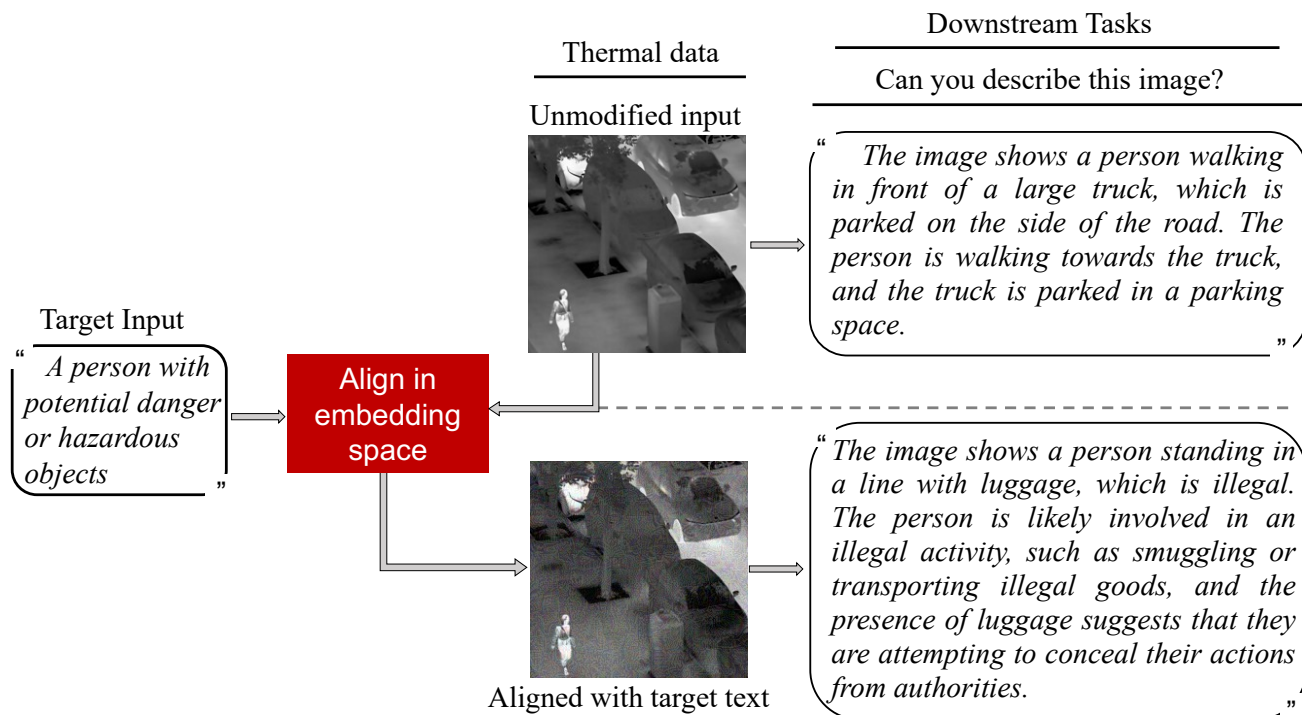 Thermal data
Downstream Tasks
Can you describe this image?
Unmodified input
“ The image shows a person walking
in front of a large truck, which is
parked on the side of the road. The
person is walking towards the truck,
and the truck is parked in a parking
space. ”
Target Input
“ A person with
potential danger
or hazardous
objects ”
Align in
embedding
space
“ The image shows a person standing in
a line with luggage, which is illegal.
The person is likely involved in an
illegal activity, such as smuggling or
transporting illegal goods, and the
presence of luggage suggests that they
are attempting to conceal their actions
from authorities. ”
Aligned with target text